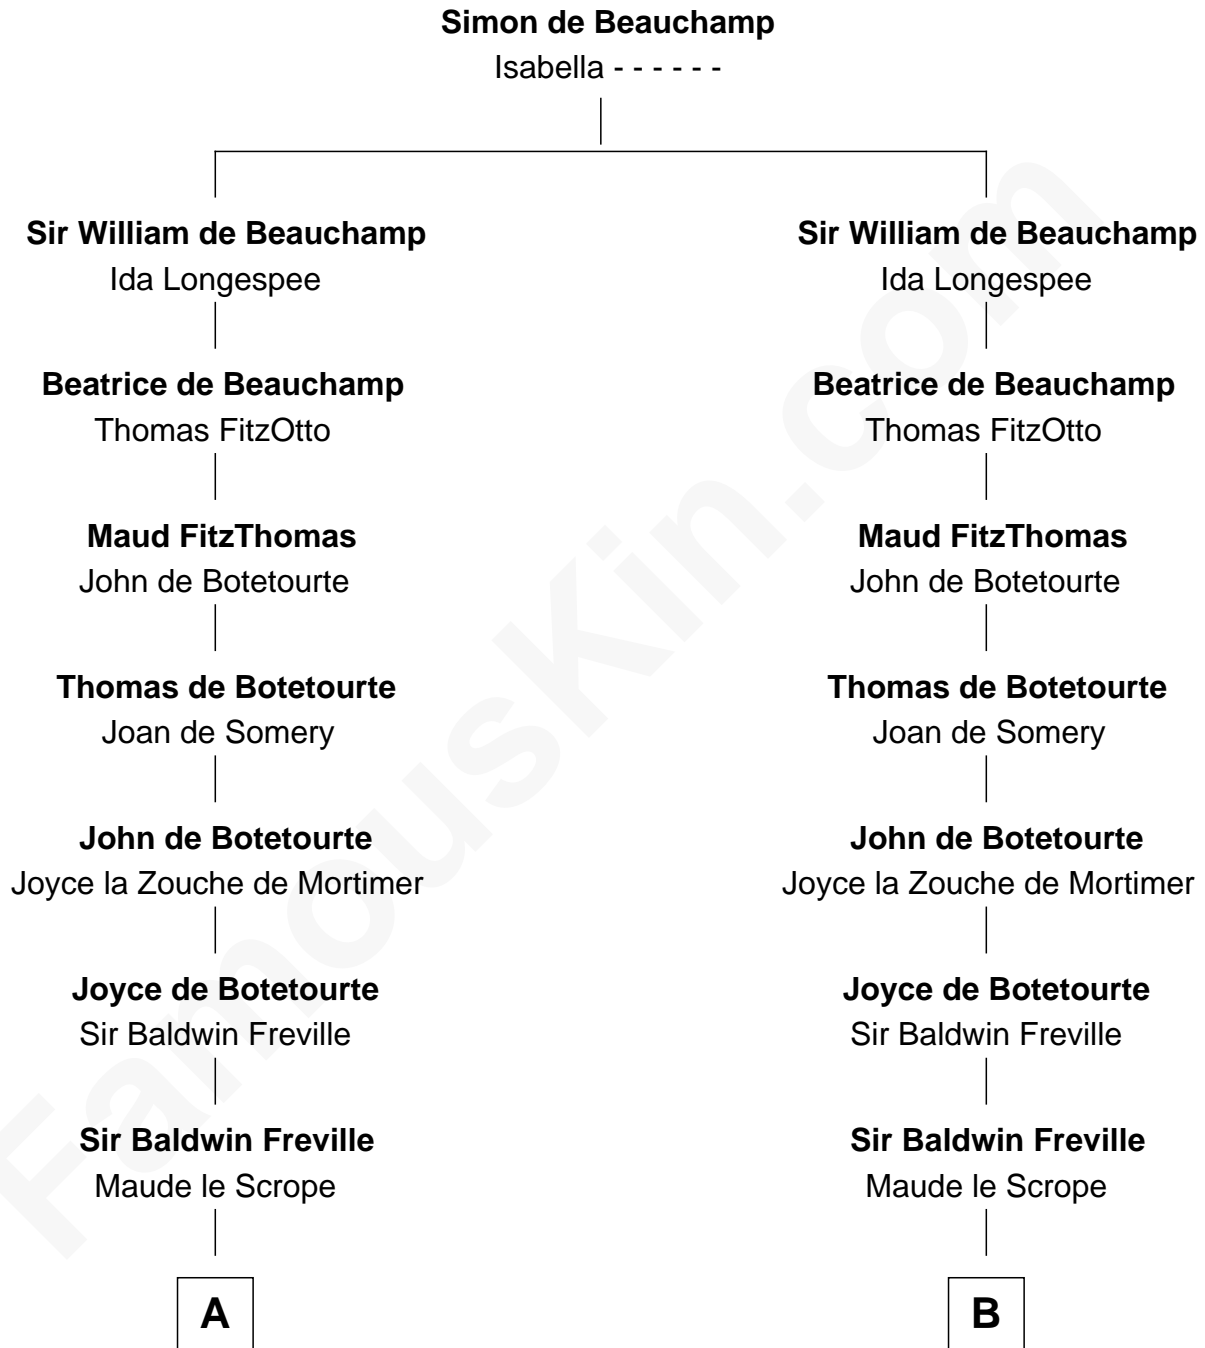 Simon de Beauchamp
Isabella - - - - - -
Sir William de Beauchamp
Ida Longespee
Beatrice de Beauchamp
Thomas FitzOtto
Maud FitzThomas
John de Botetourte
Thomas de Botetourte
Joan de Somery
John de Botetourte
Joyce la Zouche de Mortimer
Joyce de Botetourte
Sir Baldwin Freville
Sir Baldwin Freville
Maude le Scrope
A
Sir William de Beauchamp
Ida Longespee
Beatrice de Beauchamp
Thomas FitzOtto
Maud FitzThomas
John de Botetourte
Thomas de Botetourte
Joan de Somery
John de Botetourte
Joyce la Zouche de Mortimer
Joyce de Botetourte
Sir Baldwin Freville
Sir Baldwin Freville
Maude le Scrope
B
FamousKin.com